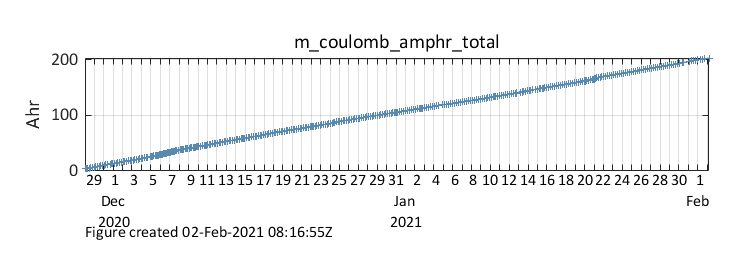 m_coulomb_amphr_total
200
100
0
Ahr
29 1 3 5 7 9 11 13 15 17 19 21 23 25 27 29 31 2 4 6 8 10 12 14 16 18 20 22 24 26 28 30 1
Dec Jan Feb
2020 2021
Figure created 02-Feb-2021 08:16:55Z